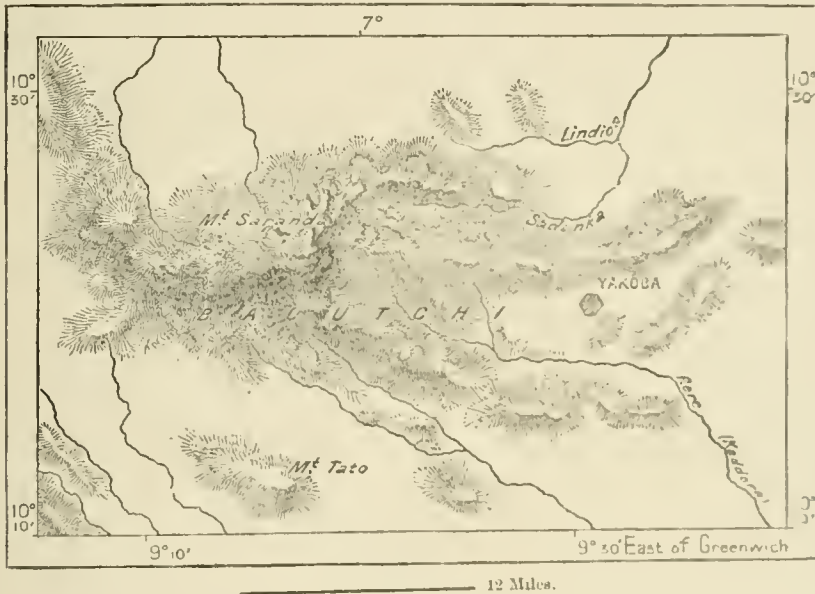 7°
10° 30′
10° 30′
Lindio
Mt Saranda
YAKOBA
BAUTCHI
Mt Tato
10° 10′
9° 10′
9° 30′ East of Greenwich
12 Miles.